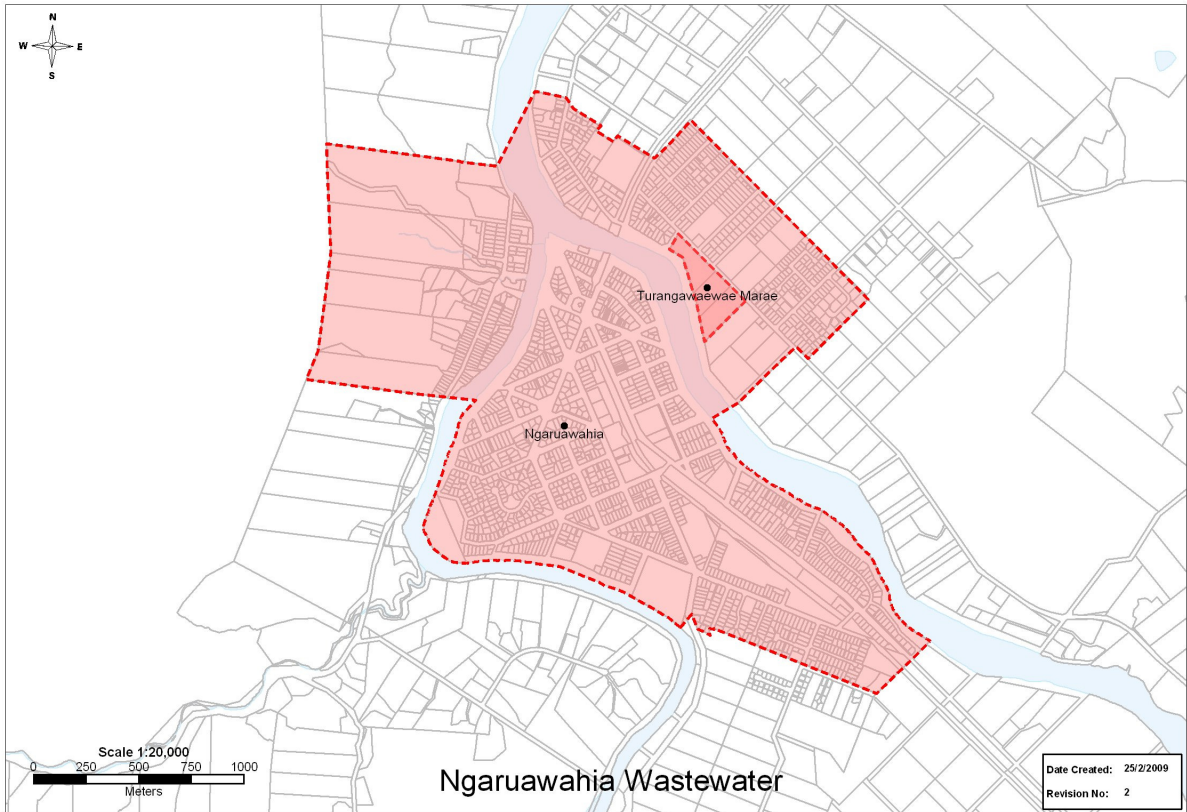 N
W E
S
Turangawaewae Marae
Ngaruawahia
Scale 1:20,000
0 250 500 750 1000
Meters
Ngaruawahia Wastewater
Date Created: 25/2/2009
Revision No: 2